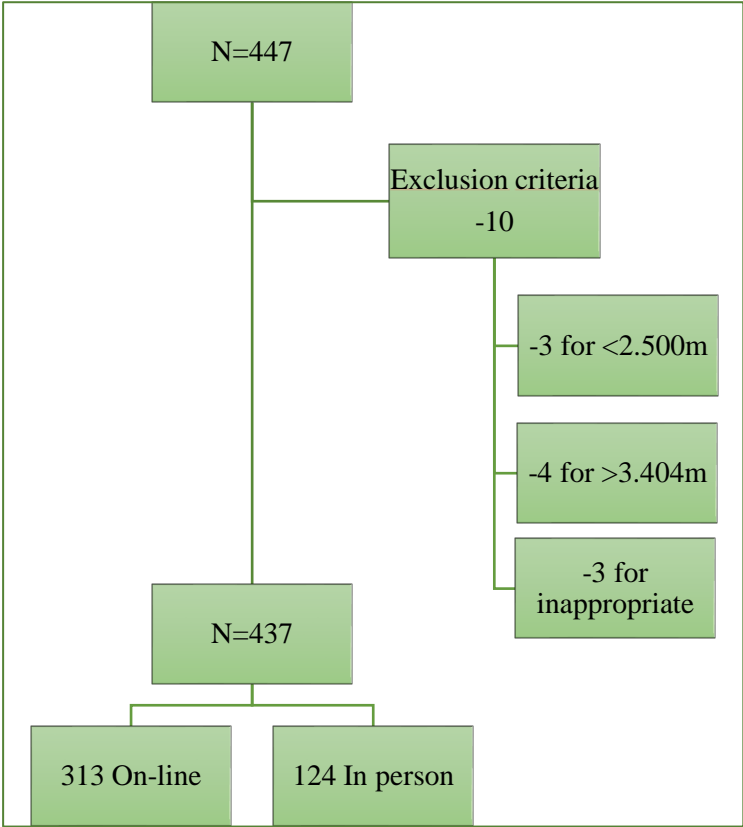 N=447
Exclusion criteria
-10
-3 for <2.500m
-4 for >3.404m
-3 for
inappropriate
N=437
313 On-line
124 In person